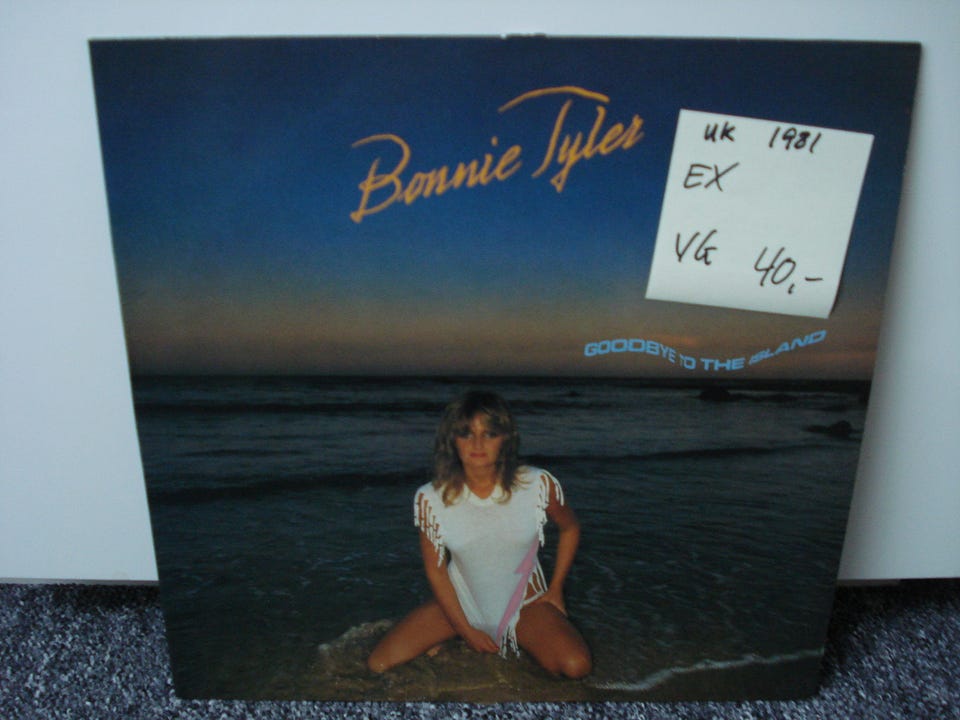 Bonnie Tyler
UK 1981
EX
VG 40,-
GOODBYE TO THE ISLAND